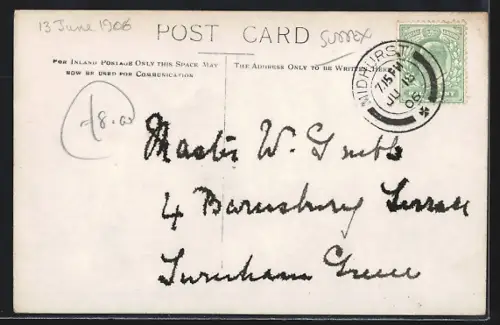 13 June 1906
POST CARD
Sussex
FOR INLAND POSTAGE ONLY THIS SPACE MAY
NOW BE USED FOR COMMUNICATION
THE ADDRESS ONLY TO BE WRITTEN HERE
MIDHURST
7.15 PM
JU 13
06
£8.00
Master W. Grubb
4 Barnsbury Terrace
Turnham Green